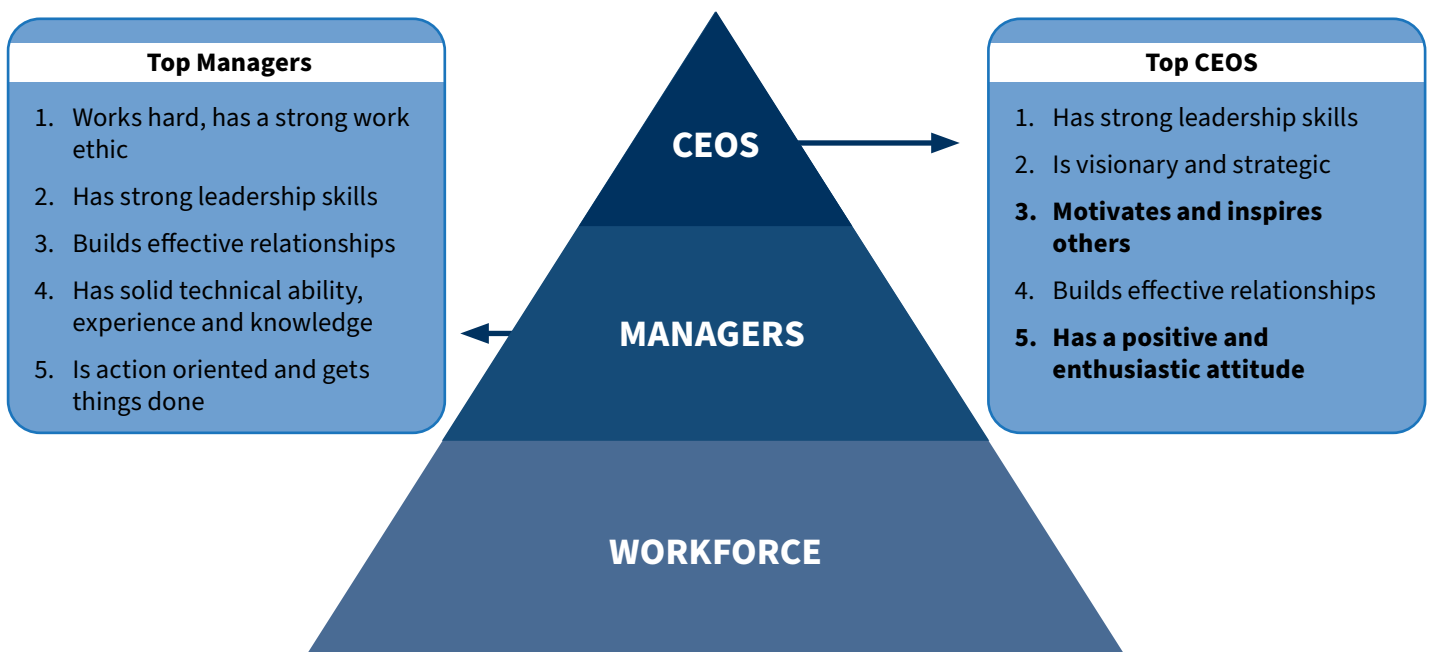 Top Managers
1. Works hard, has a strong work
ethic
2. Has strong leadership skills
3. Builds effective relationships
4. Has solid technical ability,
experience and knowledge
5. Is action oriented and gets
things done
CEOS
MANAGERS
WORKFORCE
Top CEOS
1. Has strong leadership skills
2. Is visionary and strategic
3. Motivates and inspires
others
4. Builds effective relationships
5. Has a positive and
enthusiastic attitude